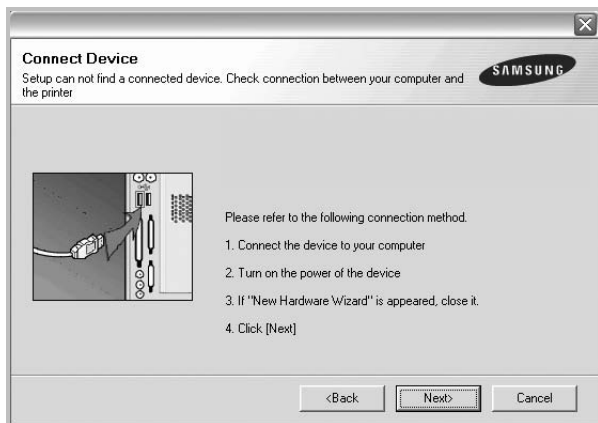 Connect Device
Setup can not find a connected device. Check connection between your computer and
the printer
SAMSUNG
Please refer to the following connection method.
1. Connect the device to your computer
2. Turn on the power of the device
3. If "New Hardware Wizard" is appeared, close it.
4. Click [Next]
<Back
Next>
Cancel